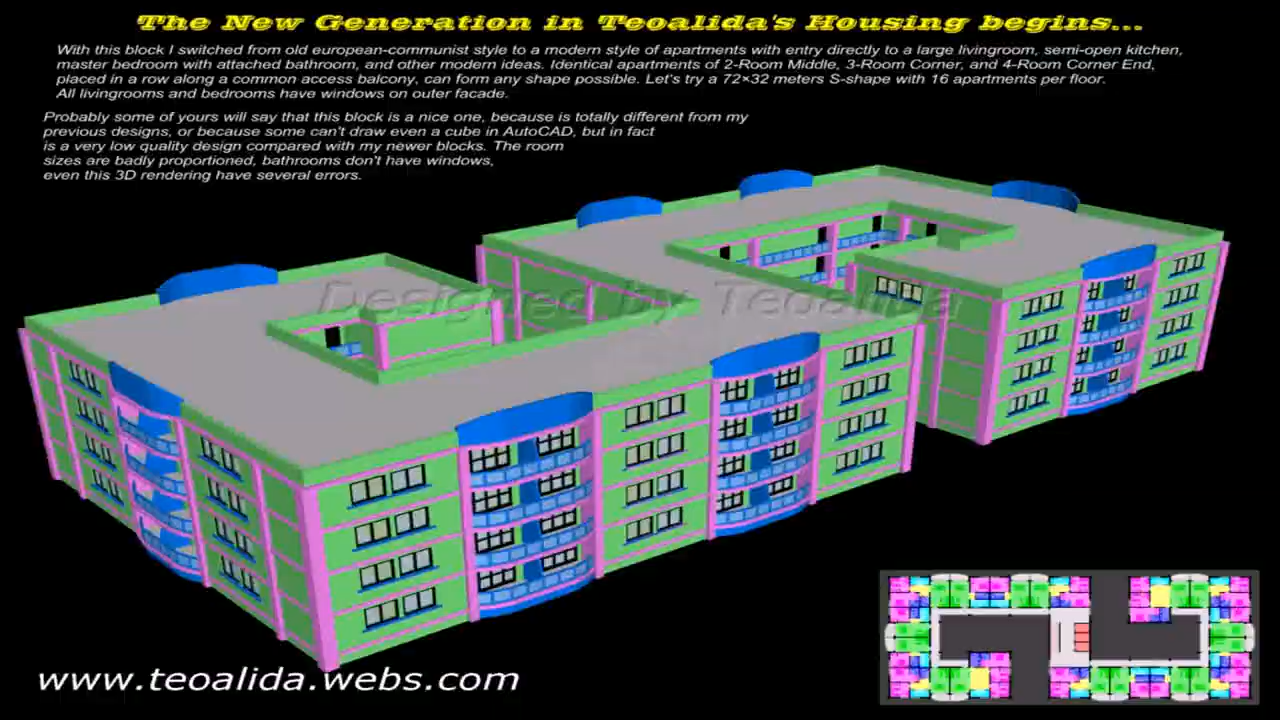 The New Generation in Teoalida's Housing begins...
With this block I switched from old european-communist style to a modern style of apartments with entry directly to a large livingroom, semi-open kitchen,
master bedroom with attached bathroom, and other modern ideas. Identical apartments of 2-Room Middle, 3-Room Corner, and 4-Room Corner End,
placed in a row along a common access balcony, can form any shape possible. Let's try a 72×32 meters S-shape with 16 apartments per floor.
All livingrooms and bedrooms have windows on outer facade.
Probably some of yours will say that this block is a nice one, because is totally different from my
previous designs, or because some can't draw even a cube in AutoCAD, but in fact
is a very low quality design compared with my newer blocks. The room
sizes are badly proportioned, bathrooms don't have windows,
even this 3D rendering have several errors.
Designed by Teoalida
www.teoalida.webs.com